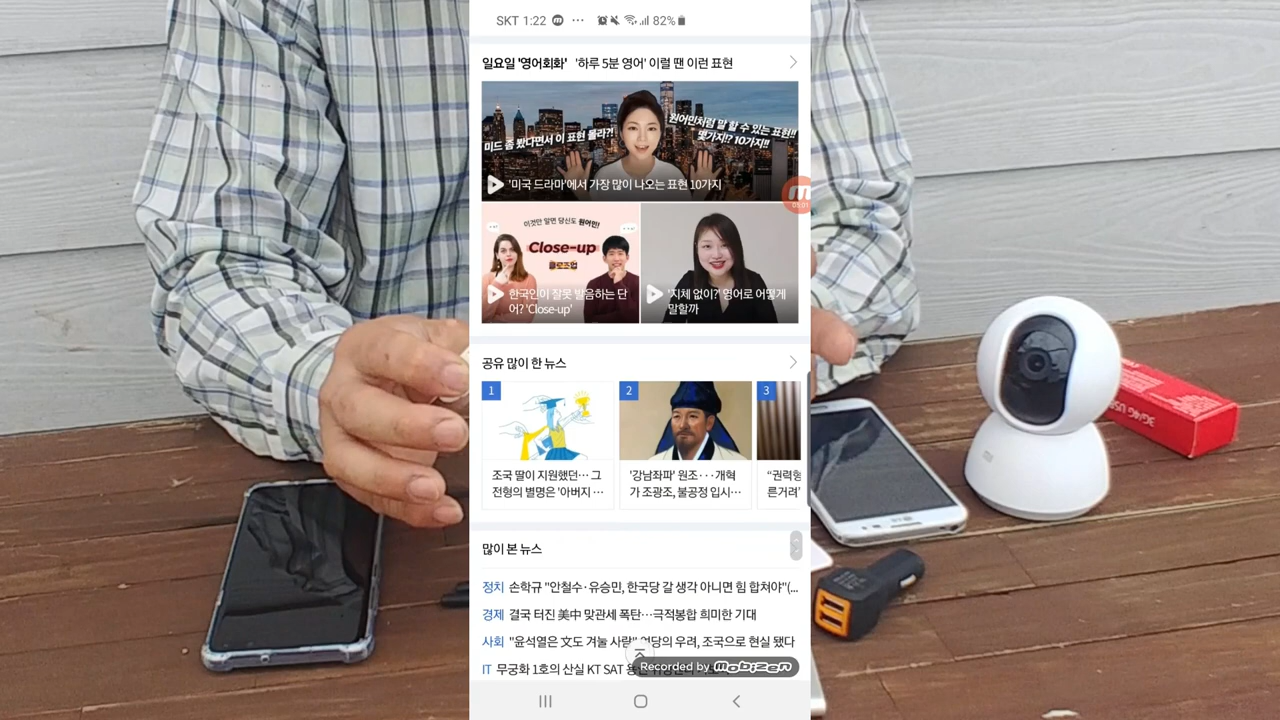 SKT 1:22 ··· 82%
일요일 '영어회화' '하루 5분 영어' 이럴 땐 이런 표현
미드 좀 봤다면서 이 표현 몰라?!
원어민처럼 말 할 수 있는 표현!!
몇가지!? 10가지!!
'미국 드라마'에서 가장 많이 나오는 표현 10가지
05:01
이것만 알면 당신도 원어민!
Close-up
클로즈업
한국인이 잘못 발음하는 단
어? 'Close-up'
'지체 없이?' 영어로 어떻게
말할까
공유 많이 한 뉴스
1
2
3
조국 딸이 지원했던··· 그
전형의 별명은 '아버지 ···
'강남좌파' 원조···개혁
가 조광조, 불공정 입시···
“권력형
른거려'
많이 본 뉴스
정치 손학규 "안철수·유승민, 한국당 갈 생각 아니면 힘 합쳐야"(...
경제 결국 터진 美中 맞관세 폭탄···극적봉합 희미한 기대
사회 "윤석열은 文도 겨눌 사람" 여당의 우려, 조국으로 현실 됐다
IT 무궁화 1호의 산실 KT SAT
Recorded by mobizen
3G/4G US
LG